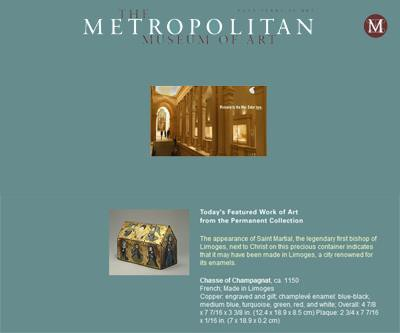 THE
METROPOLITAN
MUSEUM OF ART
M
Today's Featured Work of Art
from the Permanent Collection
The appearance of Saint Martial, the legendary first bishop of
Limoges, next to Christ on this precious container indicates
that it may have been made in Limoges, a city renowned for
its enamels.
Chasse of Champagnat, ca. 1150
French; Made in Limoges
Copper: engraved and gilt; champlevé enamel: blue-black;
medium blue, turquoise, green, red, and white; Overall: 4 7/8
x 7 7/16 x 3 3/8 in. (12.4 x 18.9 x 8.5 cm) Plaque: 2 3/4 x 7 7/16
x 1/16 in. (7 x 18.9 x 0.2 cm)